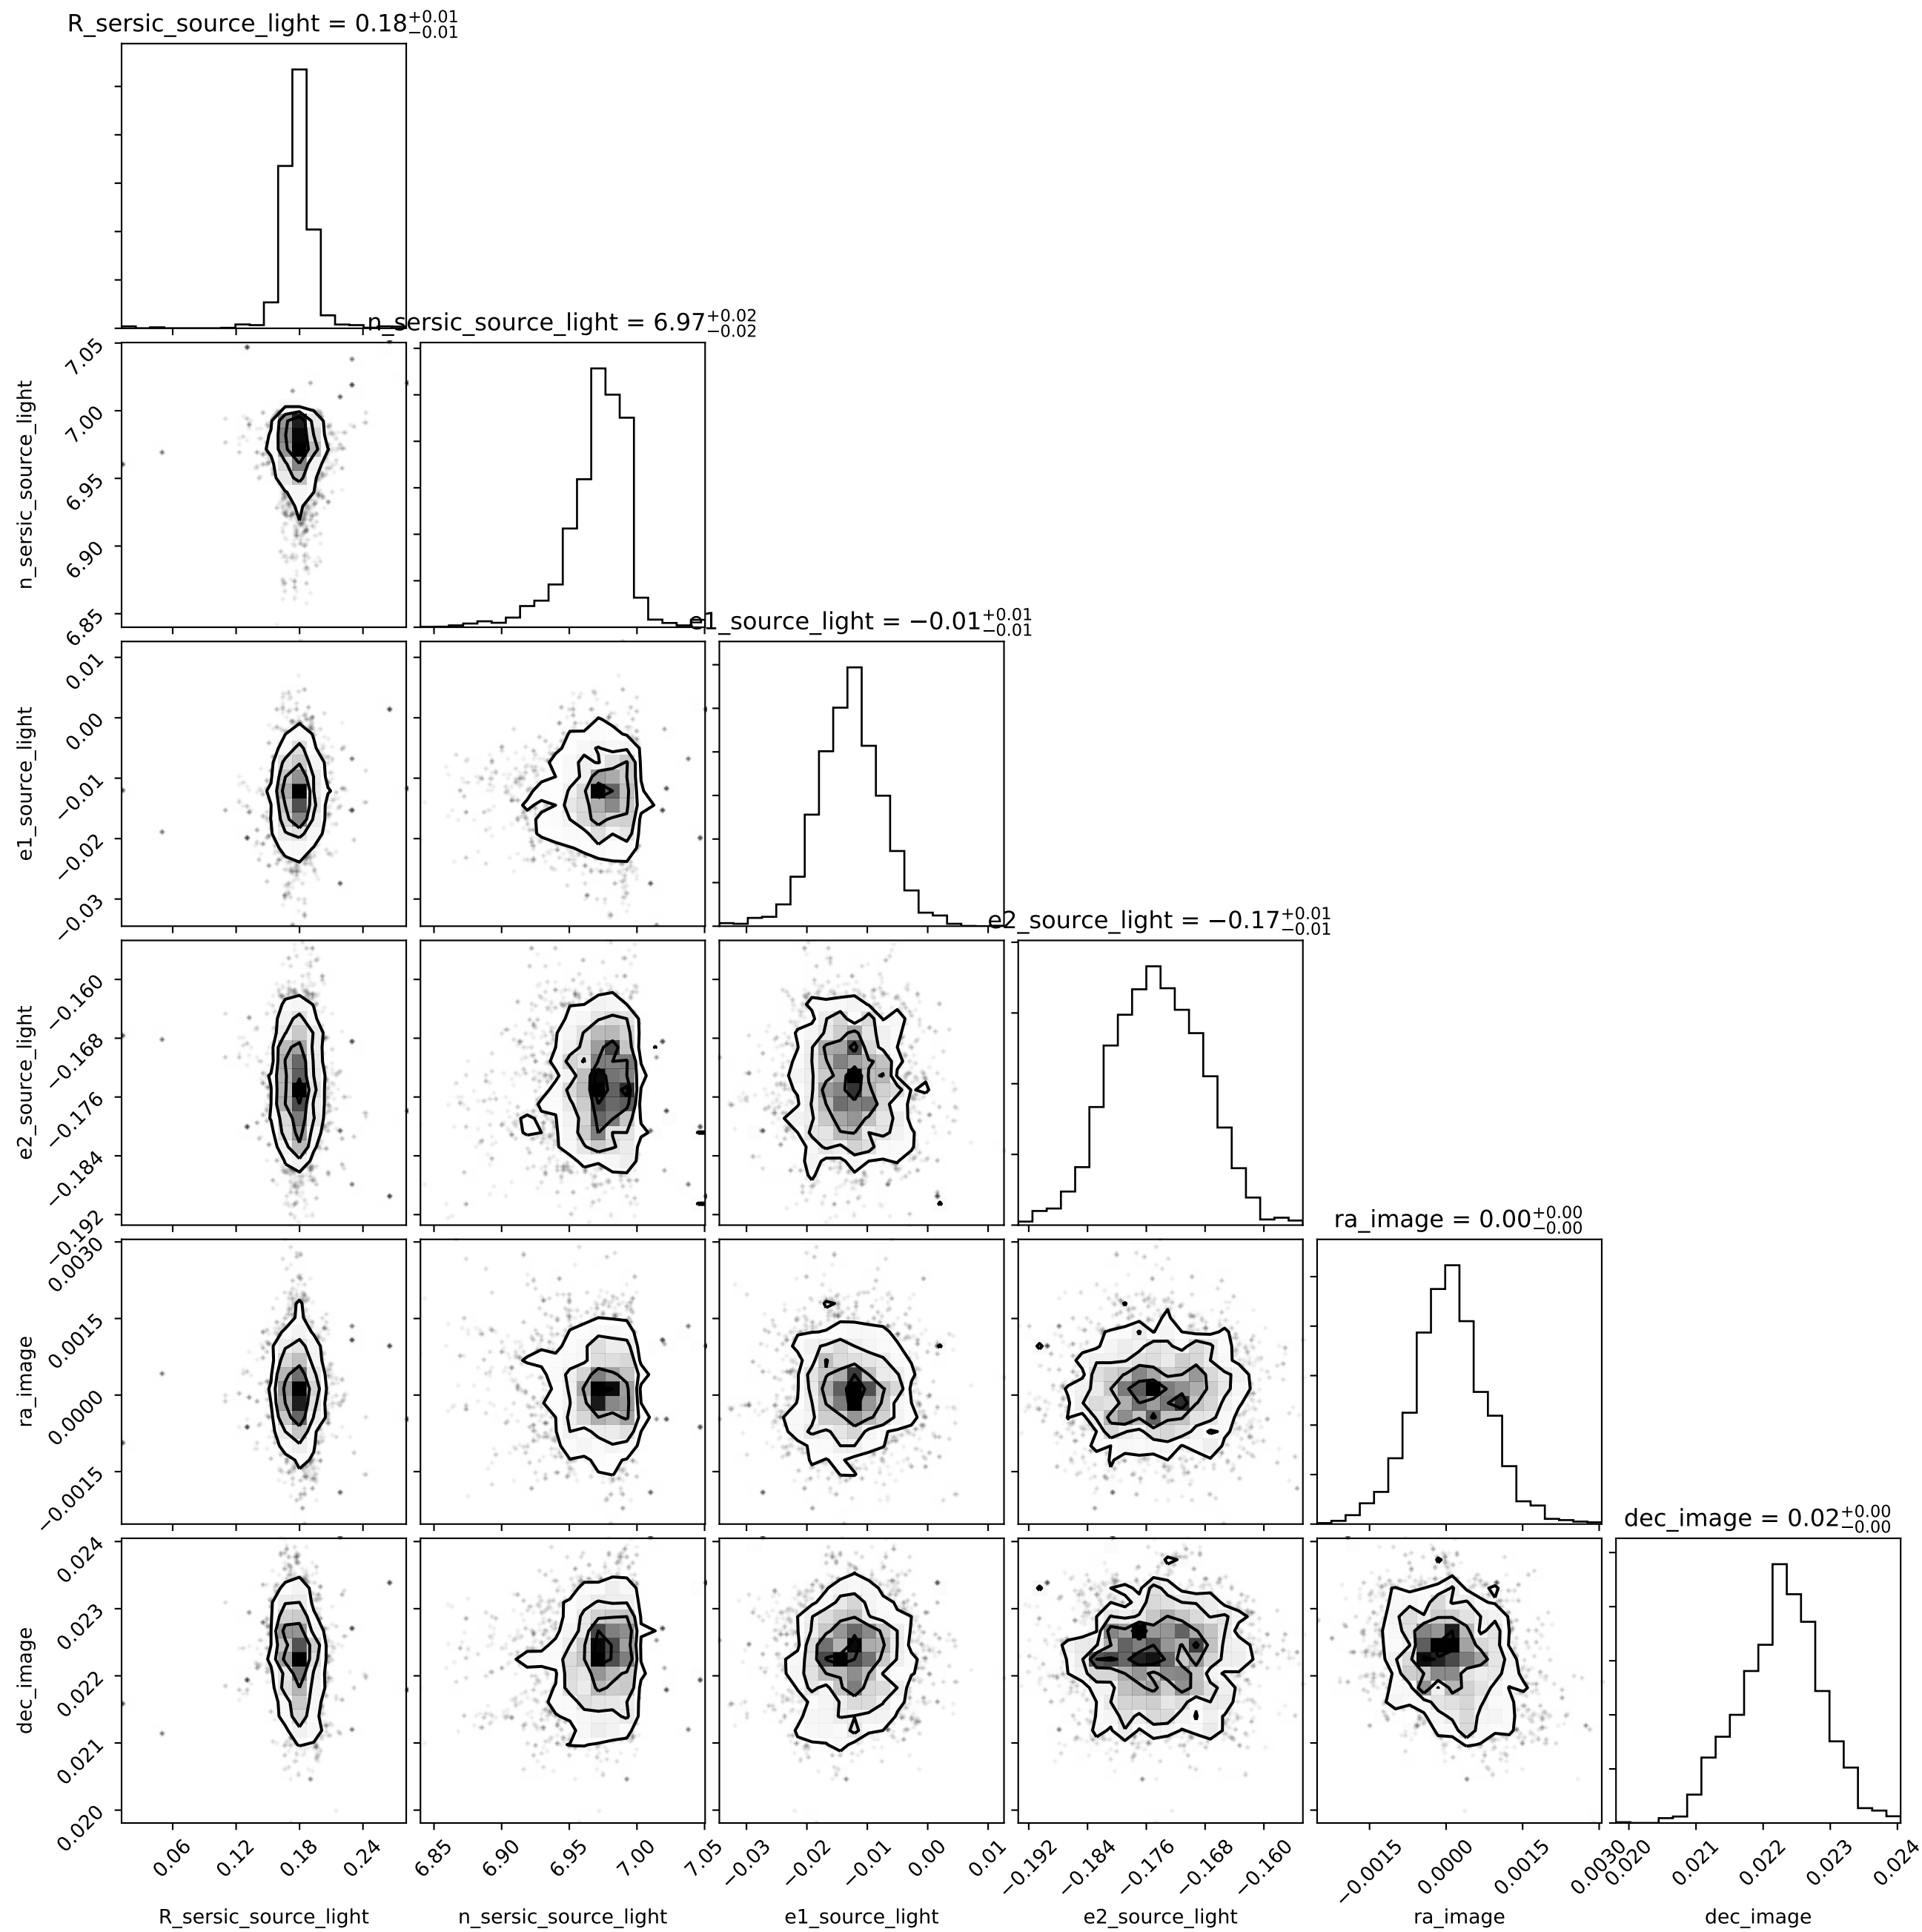 R_sersic_source_light = 0.18+0.01−0.01
n_sersic_source_light = 6.97+0.02−0.02
7.05
7.00
6.95
6.90
6.85
n_sersic_source_light
e1_source_light = −0.01+0.01−0.01
0.01
0.00
−0.01
−0.02
−0.03
e1_source_light
e2_source_light = −0.17+0.01−0.01
−0.160
−0.168
−0.176
−0.184
−0.192
e2_source_light
ra_image = 0.00+0.00−0.00
0.0030
0.0015
0.0000
−0.0015
ra_image
dec_image = 0.02+0.00−0.00
0.024
0.023
0.022
0.021
0.020
dec_image
0.06 0.12 0.18 0.24 6.85 6.90 6.95 7.00 7.05 −0.03 −0.02 −0.01 0.00 0.01 −0.192 −0.184 −0.176 −0.168 −0.160 −0.0015 0.0000 0.0015 0.0030 0.020 0.021 0.022 0.023 0.024
R_sersic_source_light n_sersic_source_light e1_source_light e2_source_light ra_image dec_image